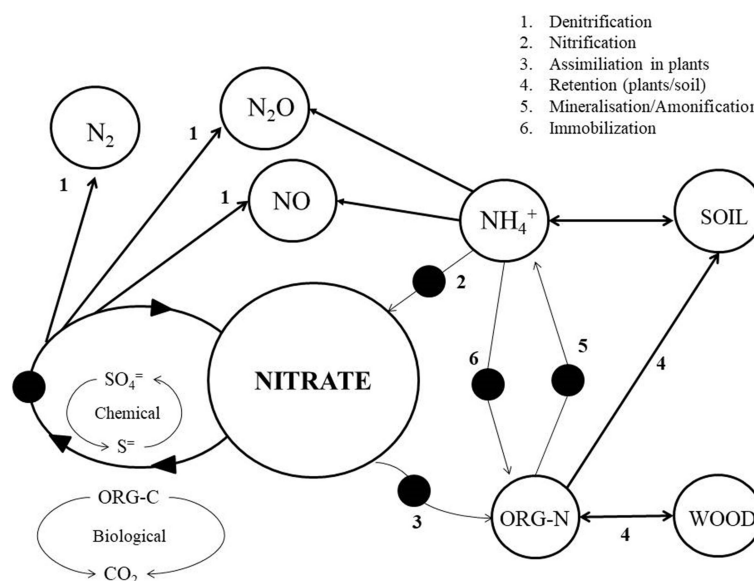 1. Denitrification
2. Nitrification
3. Assimiliation in plants
4. Retention (plants/soil)
5. Mineralisation/Amonification
6. Immobilization
N₂O
N₂
1
1
1
NO
NH₄⁺
SOIL
2
NITRATE
6
5
4
SO₄⁼
Chemical
S⁼
ORG-C
Biological
CO₂
3
ORG-N
4
WOOD